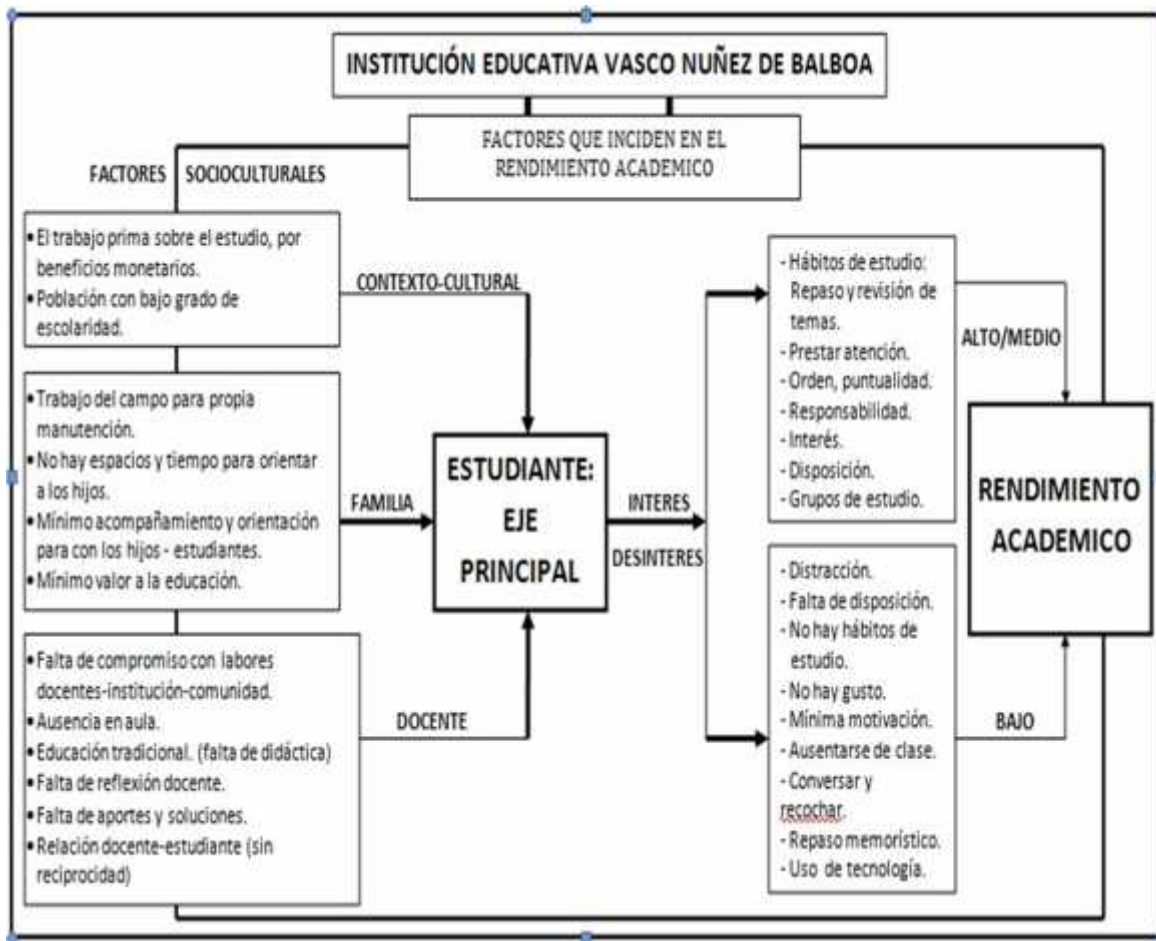 INSTITUCIÓN EDUCATIVA VASCO NUÑEZ DE BALBOA
FACTORES QUE INCIDEN EN EL
RENDIMIENTO ACADEMICO
FACTORES SOCIOCULTURALES
• El trabajo prima sobre el estudio, por
beneficios monetarios.
• Población con bajo grado de
escolaridad.
CONTEXTO-CULTURAL
• Trabajo del campo para propia
manutención.
• No hay espacios y tiempo para orientar
a los hijos.
• Mínimo acompañamiento y orientación
para con los hijos - estudiantes.
• Mínimo valor a la educación.
FAMILIA
• Falta de compromiso con labores
docentes-institución-comunidad.
• Ausencia en aula.
• Educación tradicional. (falta de didáctica)
• Falta de reflexión docente.
• Falta de aportes y soluciones.
• Relación docente-estudiante (sin
reciprocidad)
DOCENTE
ESTUDIANTE:
EJE
PRINCIPAL
INTERES
DESINTERES
- Hábitos de estudio:
Repaso y revisión de
temas.
- Prestar atención.
- Orden, puntualidad.
- Responsabilidad.
- Interés.
- Disposición.
- Grupos de estudio.
ALTO/MEDIO
- Distracción.
- Falta de disposición.
- No hay hábitos de
estudio.
- No hay gusto.
- Mínima motivación.
- Ausentarse de clase.
- Conversar y
recochar.
- Repaso memorístico.
- Uso de tecnología.
BAJO
RENDIMIENTO
ACADEMICO